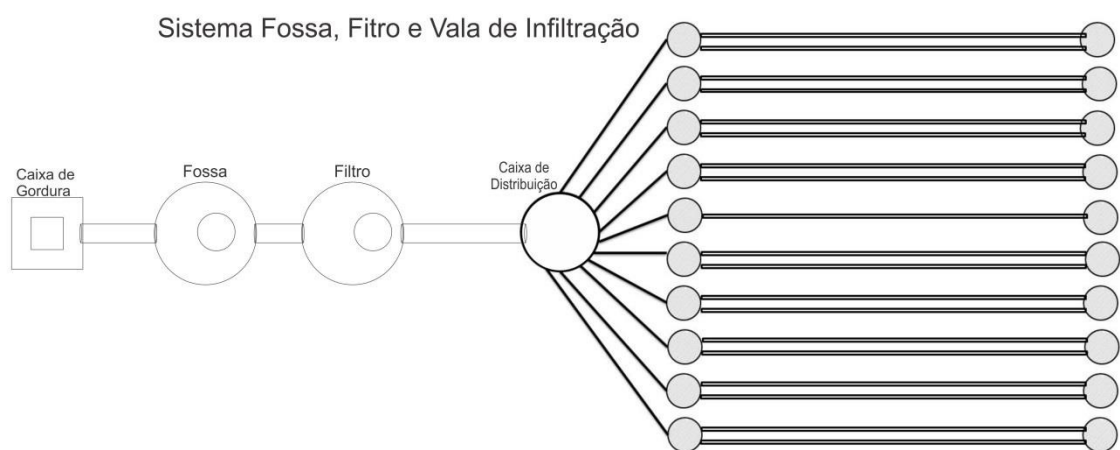 Sistema Fossa, Fitro e Vala de Infiltração
Caixa de
Gordura
Fossa
Filtro
Caixa de
Distribuição